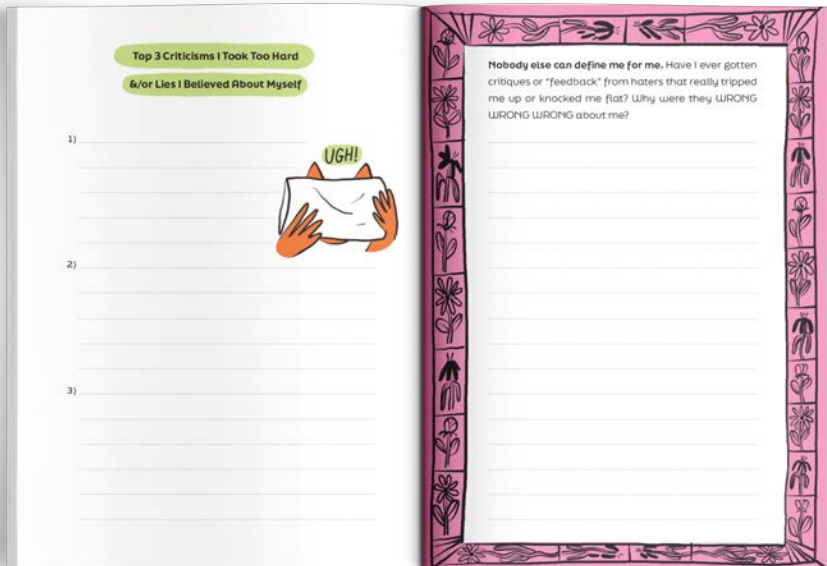 Top 3 Criticisms I Took Too Hard
&/or Lies I Believed About Myself
1)
UGH!
2)
3)
Nobody else can define me for me. Have I ever gotten
critiques or "feedback" from haters that really tripped
me up or knocked me flat? Why were they WRONG
WRONG WRONG about me?